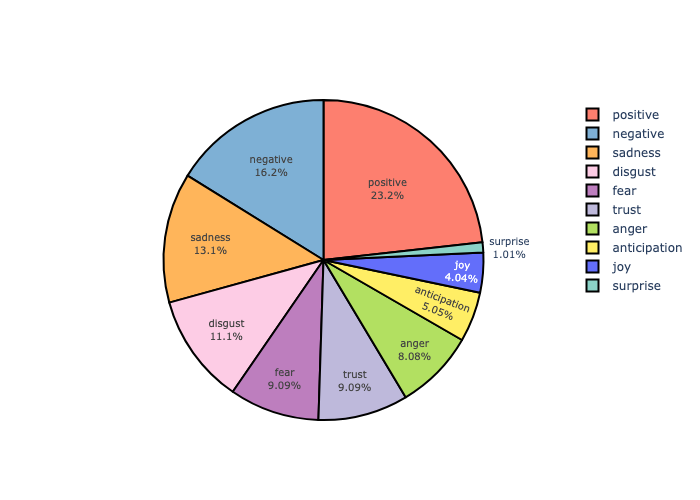 positive
23.2%
negative
16.2%
sadness
13.1%
disgust
11.1%
fear
9.09%
trust
9.09%
anger
8.08%
anticipation
5.05%
joy
4.04%
surprise
1.01%
positive
negative
sadness
disgust
fear
trust
anger
anticipation
joy
surprise